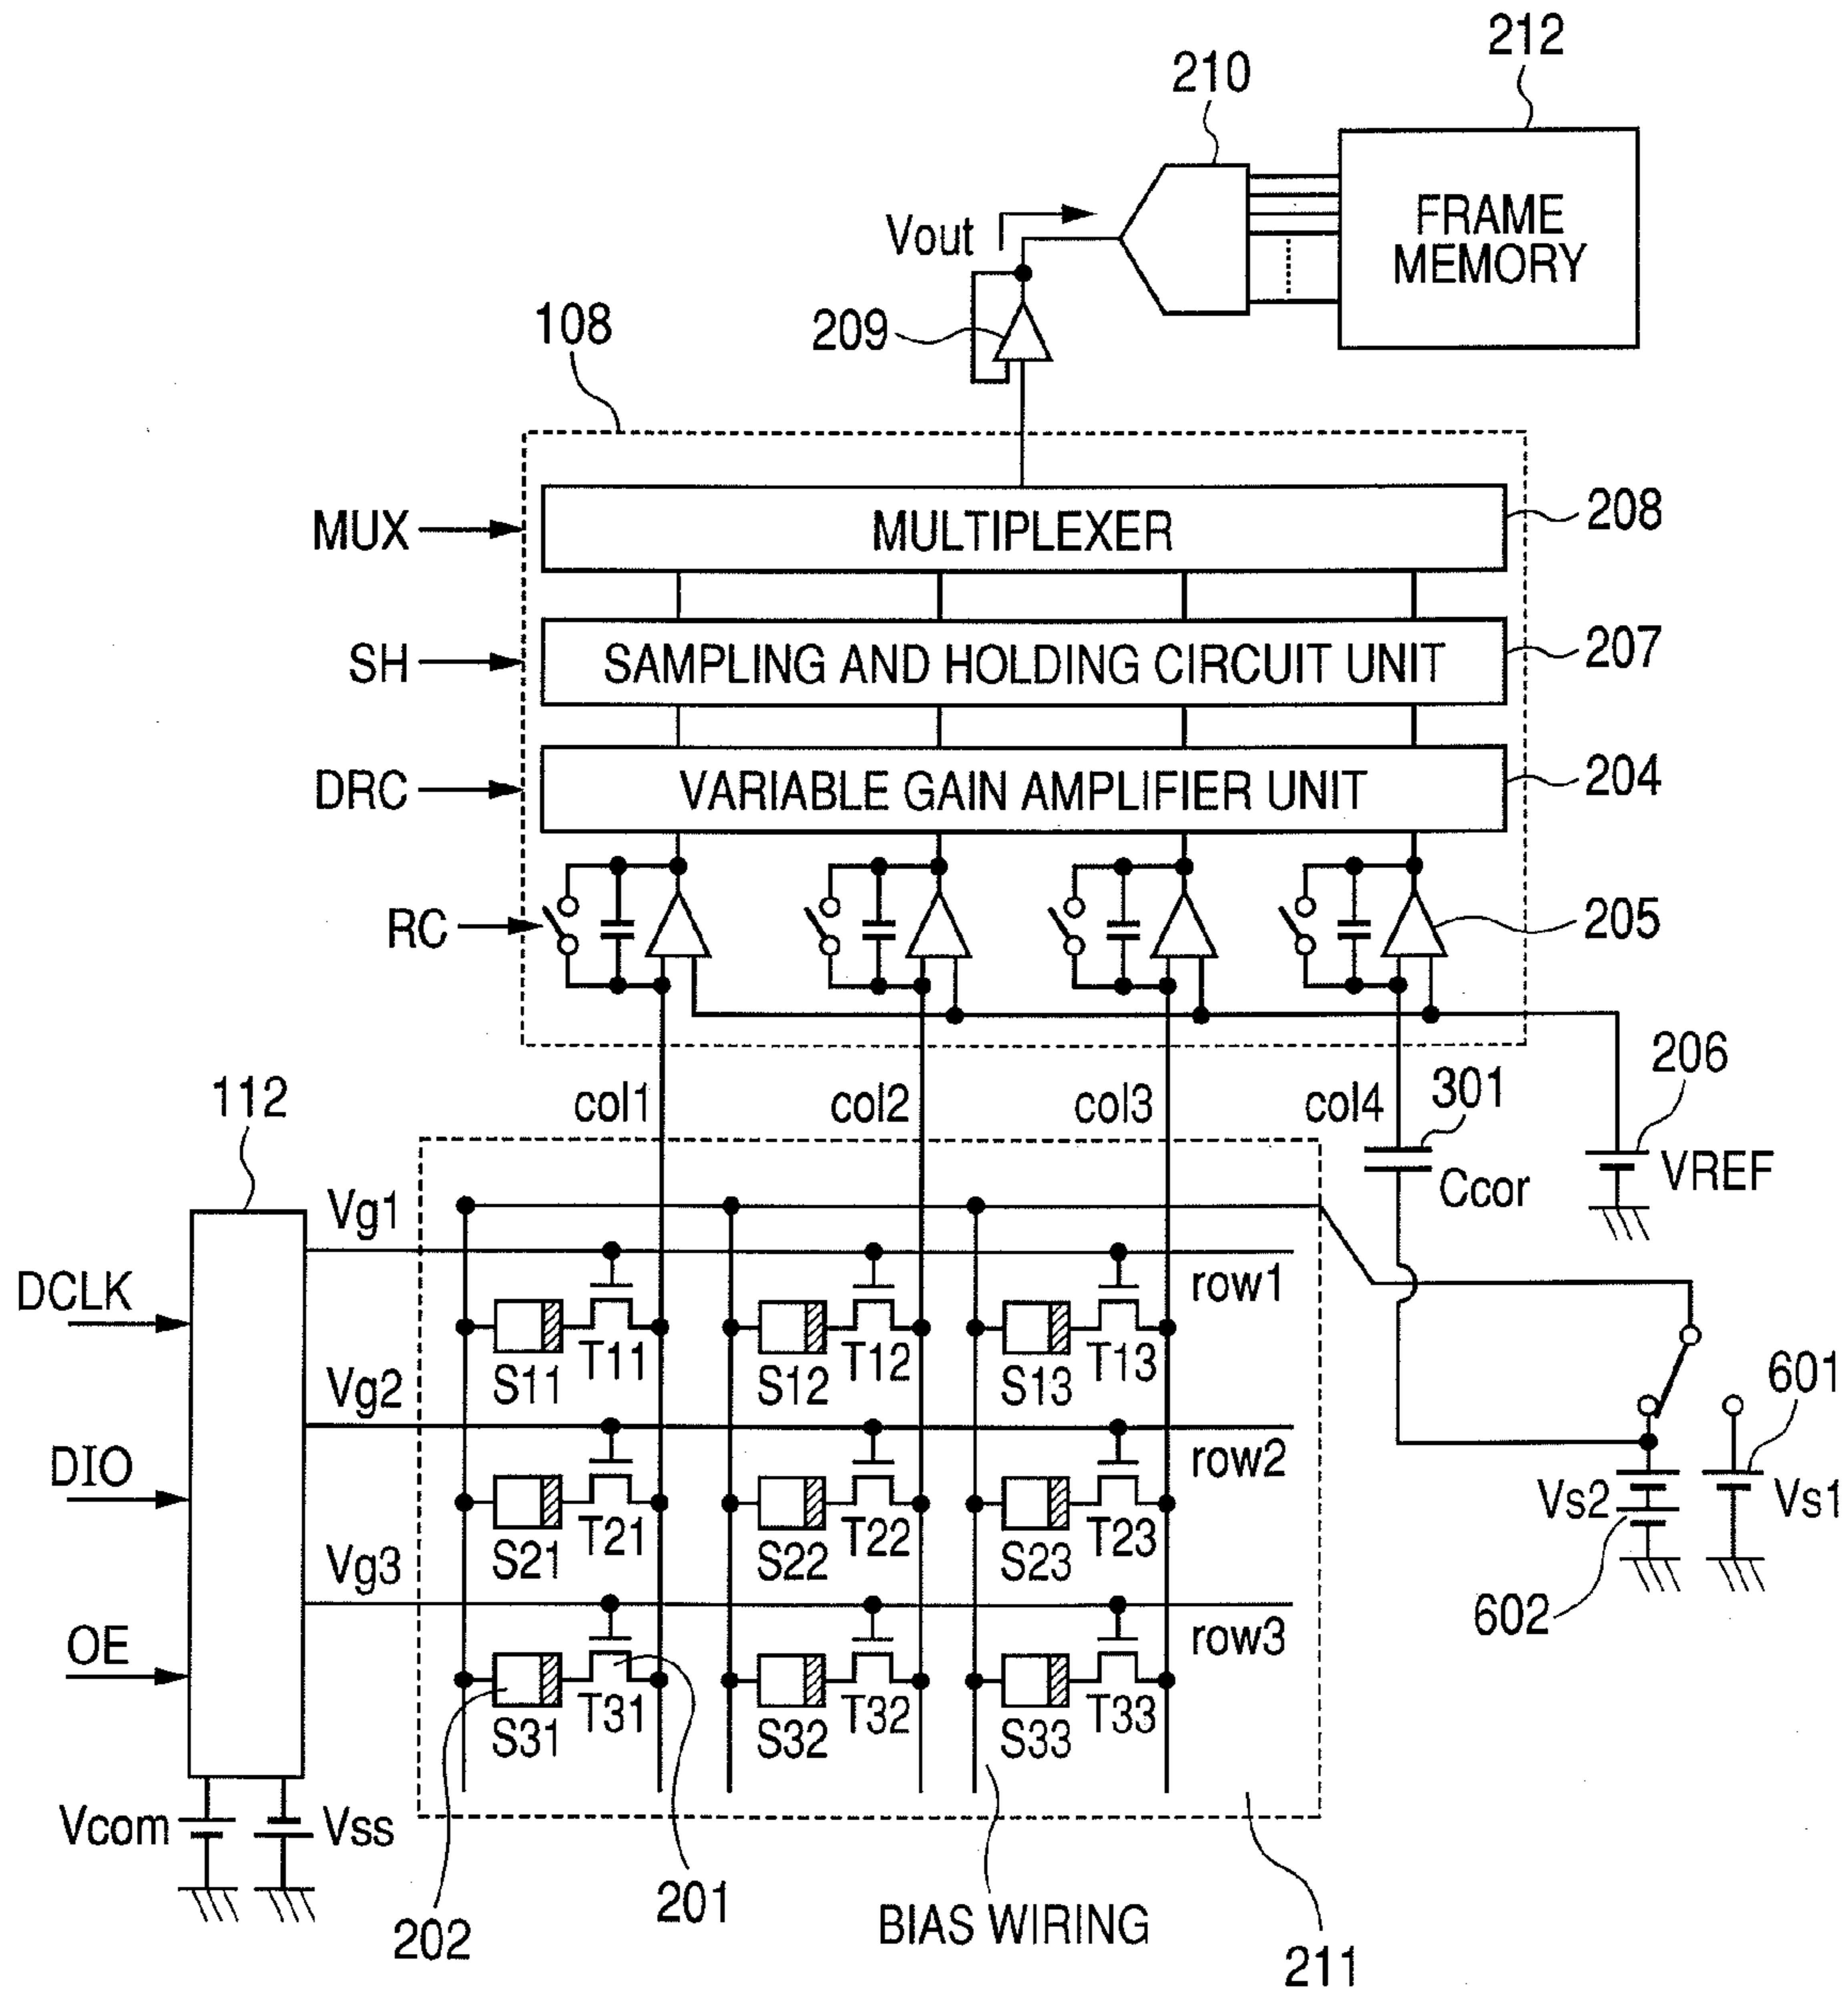 212
210
FRAME
MEMORY
Vout
209
108
MUX
MULTIPLEXER
208
SH
SAMPLING AND HOLDING CIRCUIT UNIT
207
DRC
VARIABLE GAIN AMPLIFIER UNIT
204
RC
205
206
112
col1
col2
col3
col4
301
VREF
Ccor
Vg1
DCLK
row1
T11
T12
T13
S11
S12
S13
Vg2
601
DIO
row2
Vs2
Vs1
T21
T22
T23
S21
S22
S23
Vg3
602
OE
row3
T31
T32
T33
S31
S32
S33
Vcom
Vss
201
202
BIAS WIRING
211